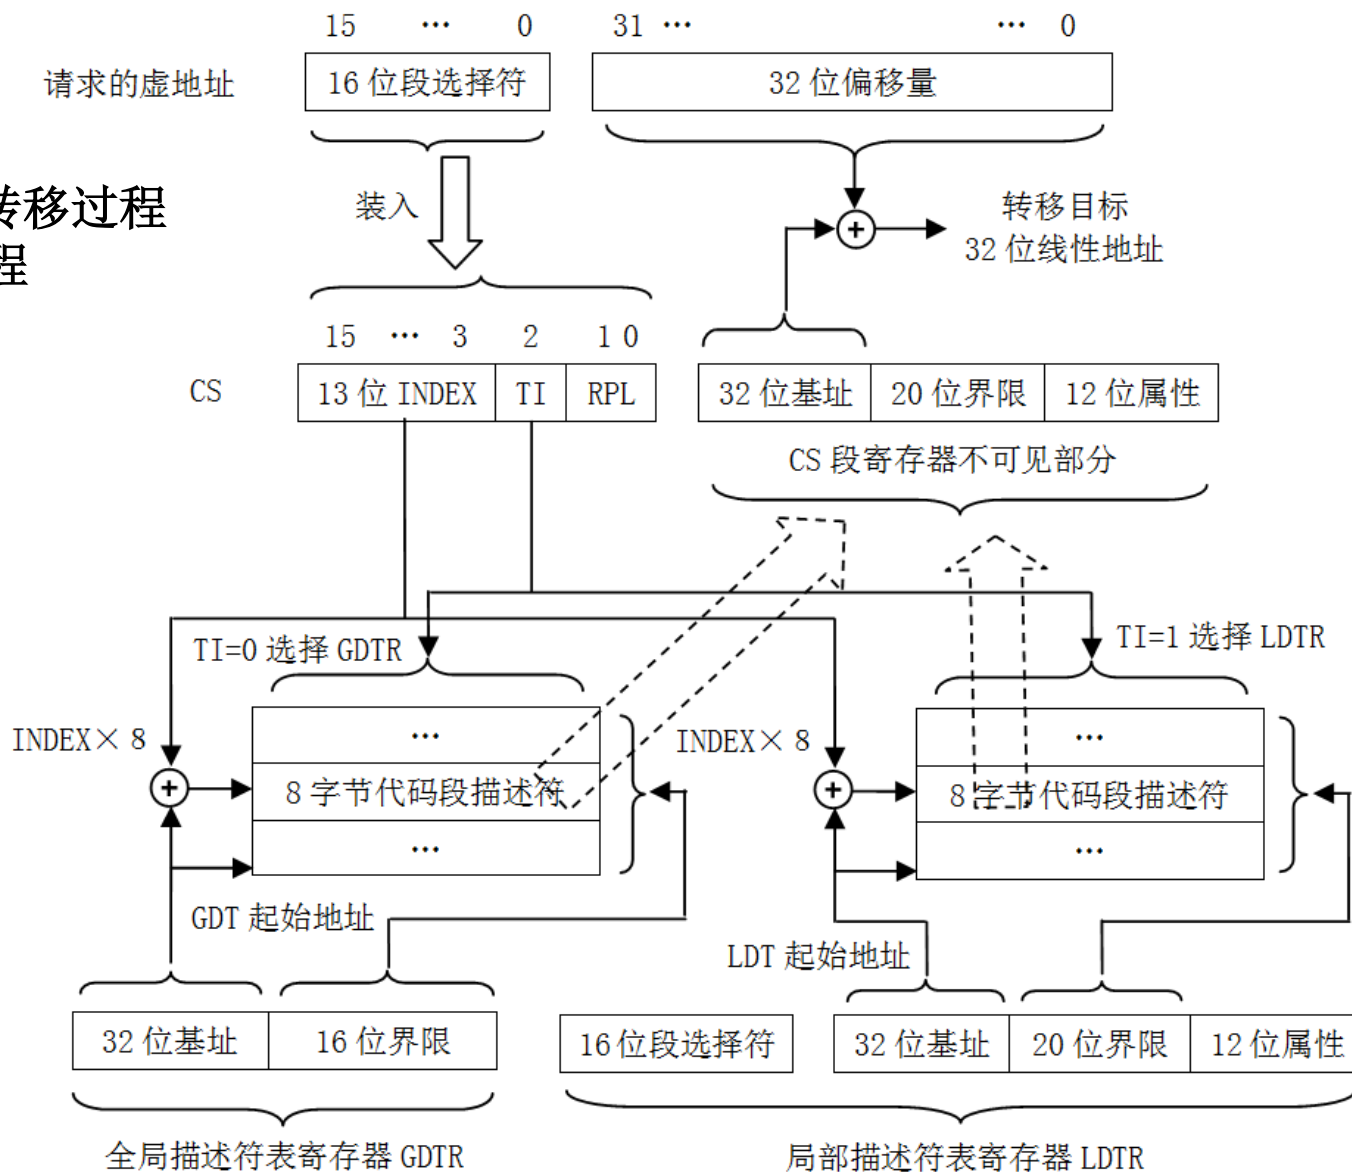 15 … 0 31 … … 0
请求的虚地址 16 位段选择符 32 位偏移量
转移过程
程
装入
转移目标
32 位线性地址
15 … 3 2 1 0
CS 13 位 INDEX TI RPL 32 位基址 20 位界限 12 位属性
CS 段寄存器不可见部分
TI=0 选择 GDTR TI=1 选择 LDTR
INDEX× 8 … INDEX× 8 …
+ 8 字节代码段描述符 + 8 字节代码段描述符
… …
GDT 起始地址
LDT 起始地址
32 位基址 16 位界限 16 位段选择符 32 位基址 20 位界限 12 位属性
全局描述符表寄存器 GDTR 局部描述符表寄存器 LDTR